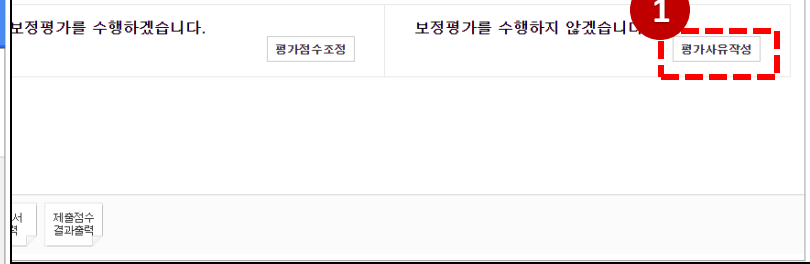 1
보정평가를 수행하겠습니다.
평가점수조정
보정평가를 수행하지 않겠습니다
평가사유작성
서
력
제출점수
결과출력